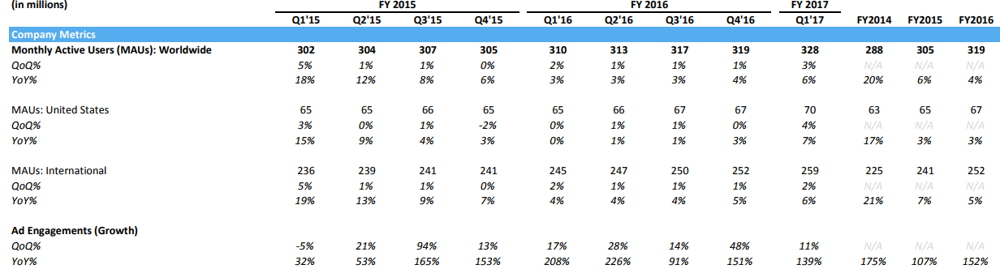 (in millions) FY 2015 FY 2016 FY 2017
Q1'15 Q2'15 Q3'15 Q4'15 Q1'16 Q2'16 Q3'16 Q4'16 Q1'17 FY2014 FY2015 FY2016
Company Metrics
Monthly Active Users (MAUs): Worldwide 302 304 307 305 310 313 317 319 328 288 305 319
QoQ% 5% 1% 1% 0% 2% 1% 1% 1% 3% N/A N/A N/A
YoY% 18% 12% 8% 6% 3% 3% 3% 4% 6% 20% 6% 4%
MAUs: United States 65 65 66 65 65 66 67 67 70 63 65 67
QoQ% 3% 0% 1% -2% 0% 1% 1% 0% 4% N/A N/A N/A
YoY% 15% 9% 4% 3% 0% 1% 1% 3% 7% 17% 3% 3%
MAUs: International 236 239 241 241 245 247 250 252 259 225 241 252
QoQ% 5% 1% 1% 0% 2% 1% 1% 1% 2% N/A N/A N/A
YoY% 19% 13% 9% 7% 4% 4% 4% 5% 6% 21% 7% 5%
Ad Engagements (Growth)
QoQ% -5% 21% 94% 13% 17% 28% 14% 48% 11% N/A N/A N/A
YoY% 32% 53% 165% 153% 208% 226% 91% 151% 139% 175% 107% 152%